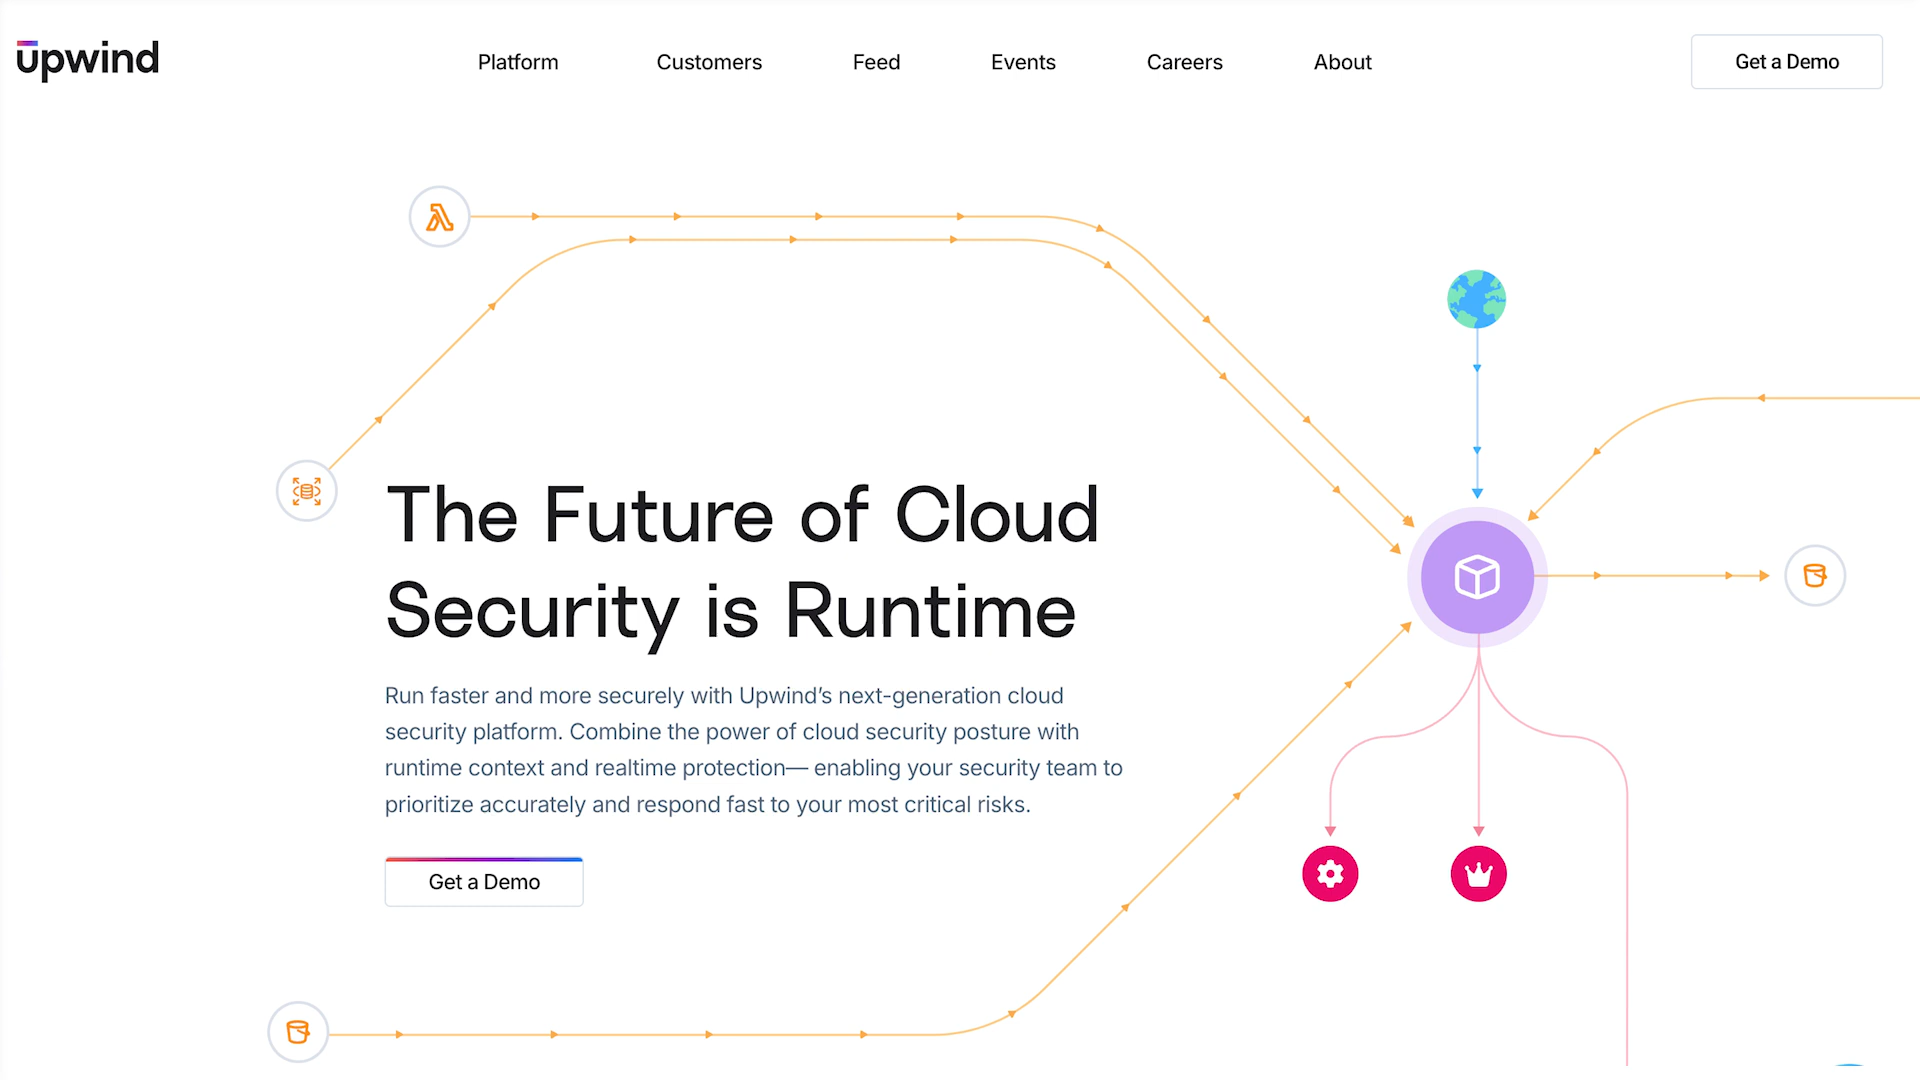 upwind
Platform
Customers
Feed
Events
Careers
About
Get a Demo
The Future of Cloud
Security is Runtime
Run faster and more securely with Upwind’s next-generation cloud
security platform. Combine the power of cloud security posture with
runtime context and realtime protection— enabling your security team to
prioritize accurately and respond fast to your most critical risks.
Get a Demo